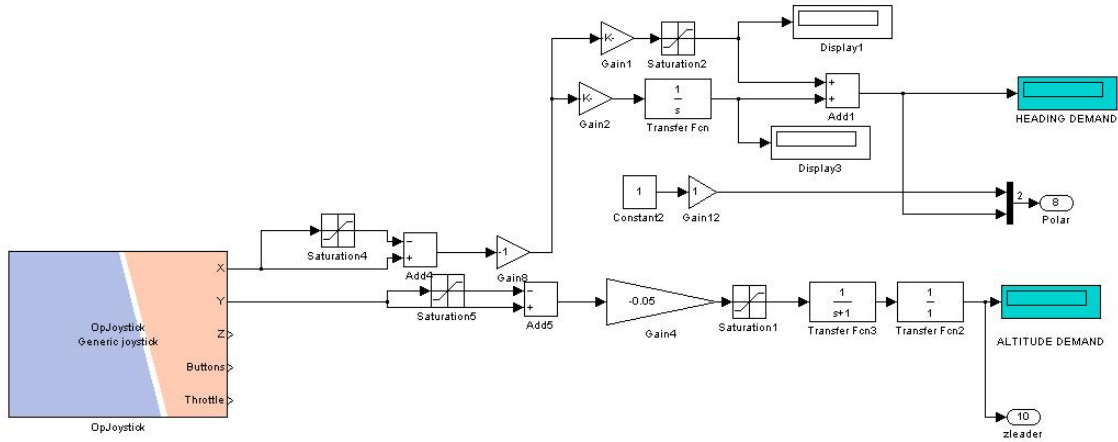 K-
Gain1
Saturation2
Display1
K-
Gain2
1
s
Transfer Fcn
+
+
Add1
HEADING DEMAND
Display3
1
Constant2
1
Gain12
2
8
Polar
Saturation4
−
+
Add4
-1
Gain8
X
Y
Z
Buttons
Throttle
OpJoystick
Generic joystick
OpJoystick
Saturation5
−
+
Add5
-0.05
Gain4
Saturation1
1
s+1
Transfer Fcn3
1
1
Transfer Fcn2
ALTITUDE DEMAND
10
zleader